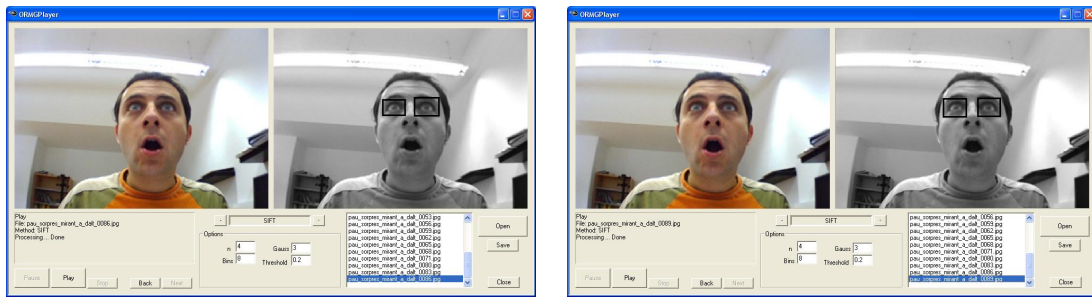 ORMGPlayer
Play
File: pau_sorpres_mirant_a_dalt_0086.jpg
Method: SIFT
Processing... Done
Pause
Play
Stop
Back
Next
SIFT
Options
n 4
Gauss 3
Bins 8
Threshold 0.2
pau_sorpres_mirant_a_dalt_0053.jpg
pau_sorpres_mirant_a_dalt_0056.jpg
pau_sorpres_mirant_a_dalt_0059.jpg
pau_sorpres_mirant_a_dalt_0062.jpg
pau_sorpres_mirant_a_dalt_0065.jpg
pau_sorpres_mirant_a_dalt_0068.jpg
pau_sorpres_mirant_a_dalt_0071.jpg
pau_sorpres_mirant_a_dalt_0080.jpg
pau_sorpres_mirant_a_dalt_0083.jpg
pau_sorpres_mirant_a_dalt_0086.jpg
Open
Save
Close
ORMGPlayer
Play
File: pau_sorpres_mirant_a_dalt_0089.jpg
Method: SIFT
Processing... Done
Pause
Play
Stop
Back
Next
SIFT
Options
n 4
Gauss 3
Bins 8
Threshold 0.2
pau_sorpres_mirant_a_dalt_0056.jpg
pau_sorpres_mirant_a_dalt_0059.jpg
pau_sorpres_mirant_a_dalt_0062.jpg
pau_sorpres_mirant_a_dalt_0065.jpg
pau_sorpres_mirant_a_dalt_0068.jpg
pau_sorpres_mirant_a_dalt_0071.jpg
pau_sorpres_mirant_a_dalt_0080.jpg
pau_sorpres_mirant_a_dalt_0083.jpg
pau_sorpres_mirant_a_dalt_0086.jpg
pau_sorpres_mirant_a_dalt_0089.jpg
Open
Save
Close